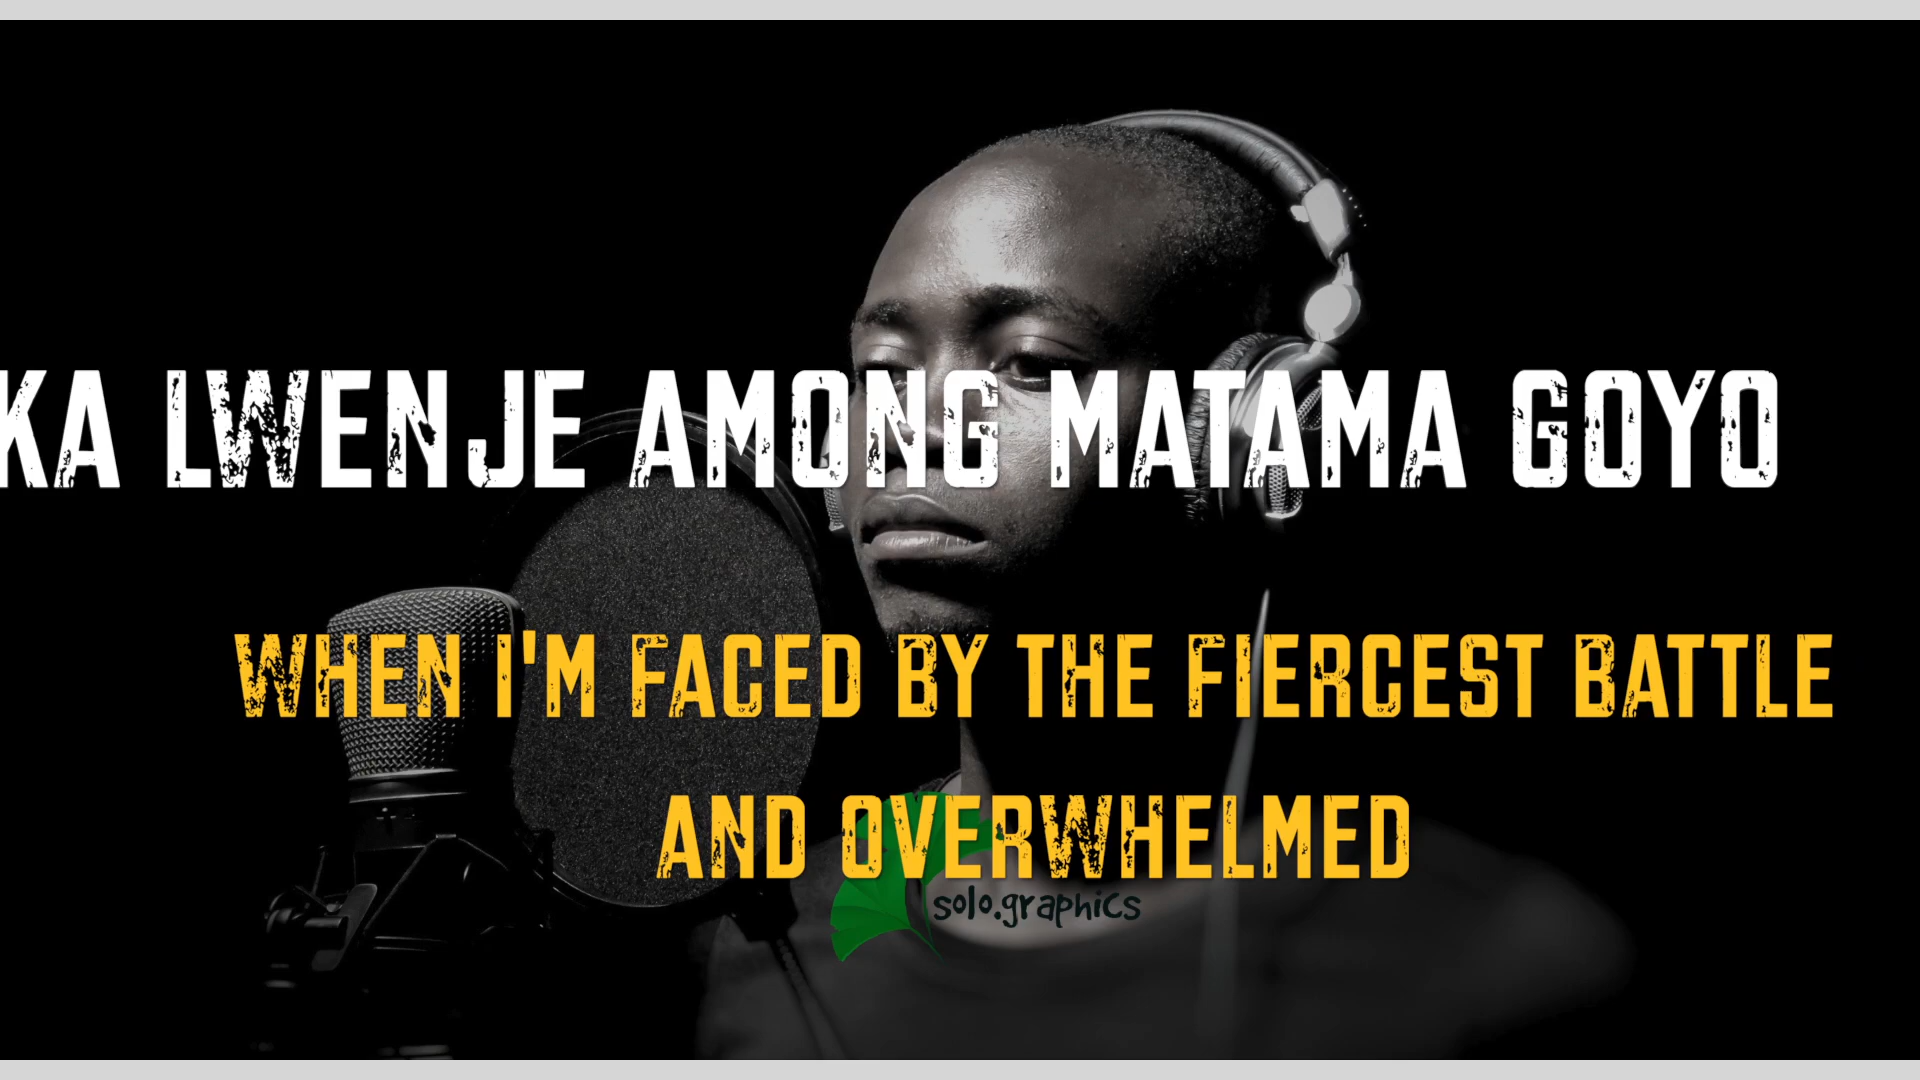 KA LWENJE AMONG MATAMA GOYO
WHEN I'M FACED BY THE FIERCEST BATTLE
AND OVERWHELMED
solo.graphics